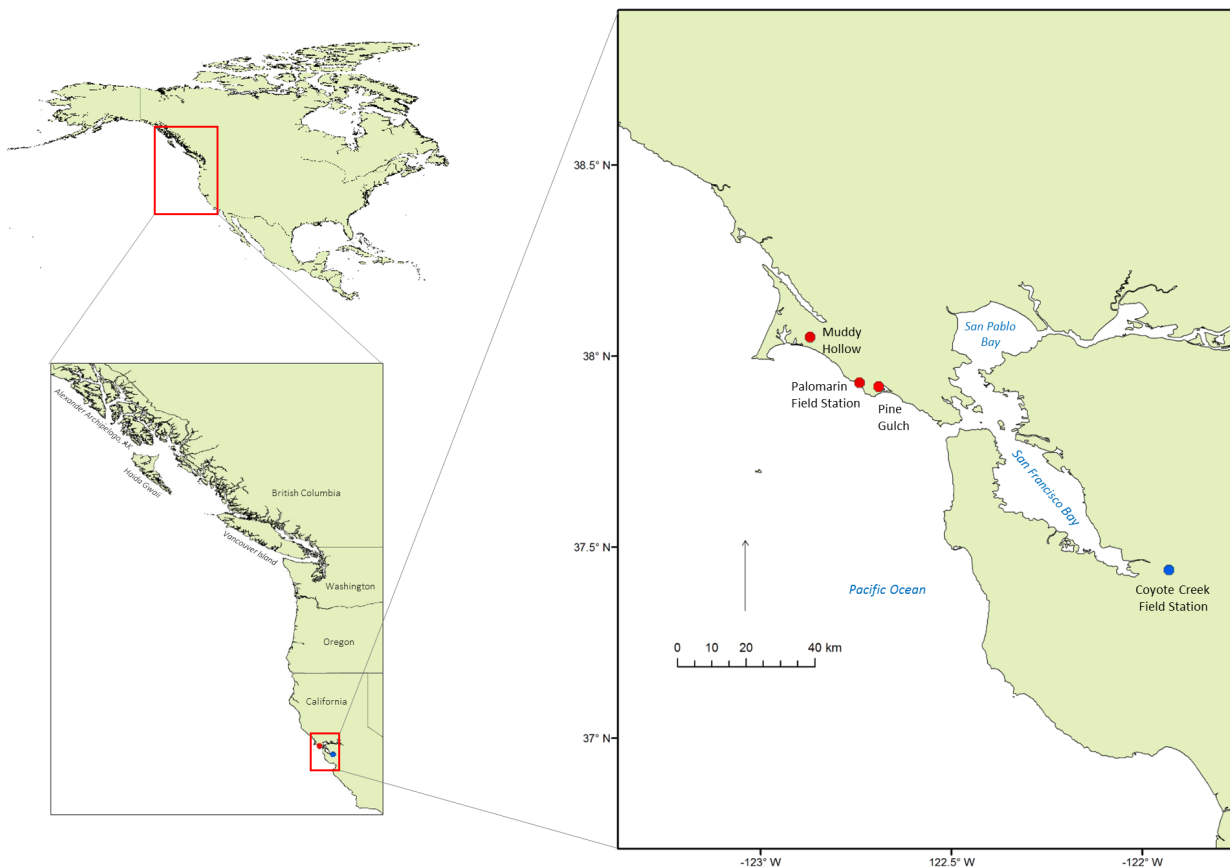 Alexander Archipelago, AK
Haida Gwaii
British Columbia
Vancouver Island
Washington
Oregon
California
38.5° N
38° N
37.5° N
37° N
Muddy
Hollow
San Pablo
Bay
Palomarin
Field Station
Pine
Gulch
San Francisco Bay
Coyote Creek
Field Station
Pacific Ocean
0 10 20 40 km
-123° W
-122.5° W
-122° W